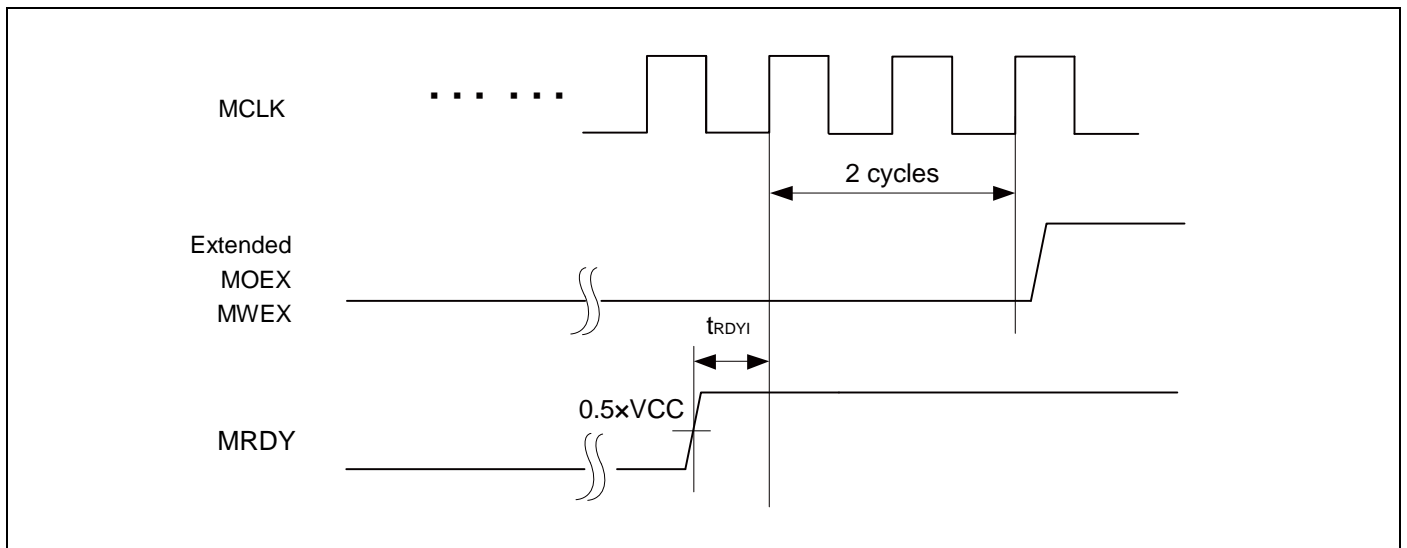 MCLK
. . . . . .
2 cycles
Extended
MOEX
MWEX
tRDYI
0.5×VCC
MRDY